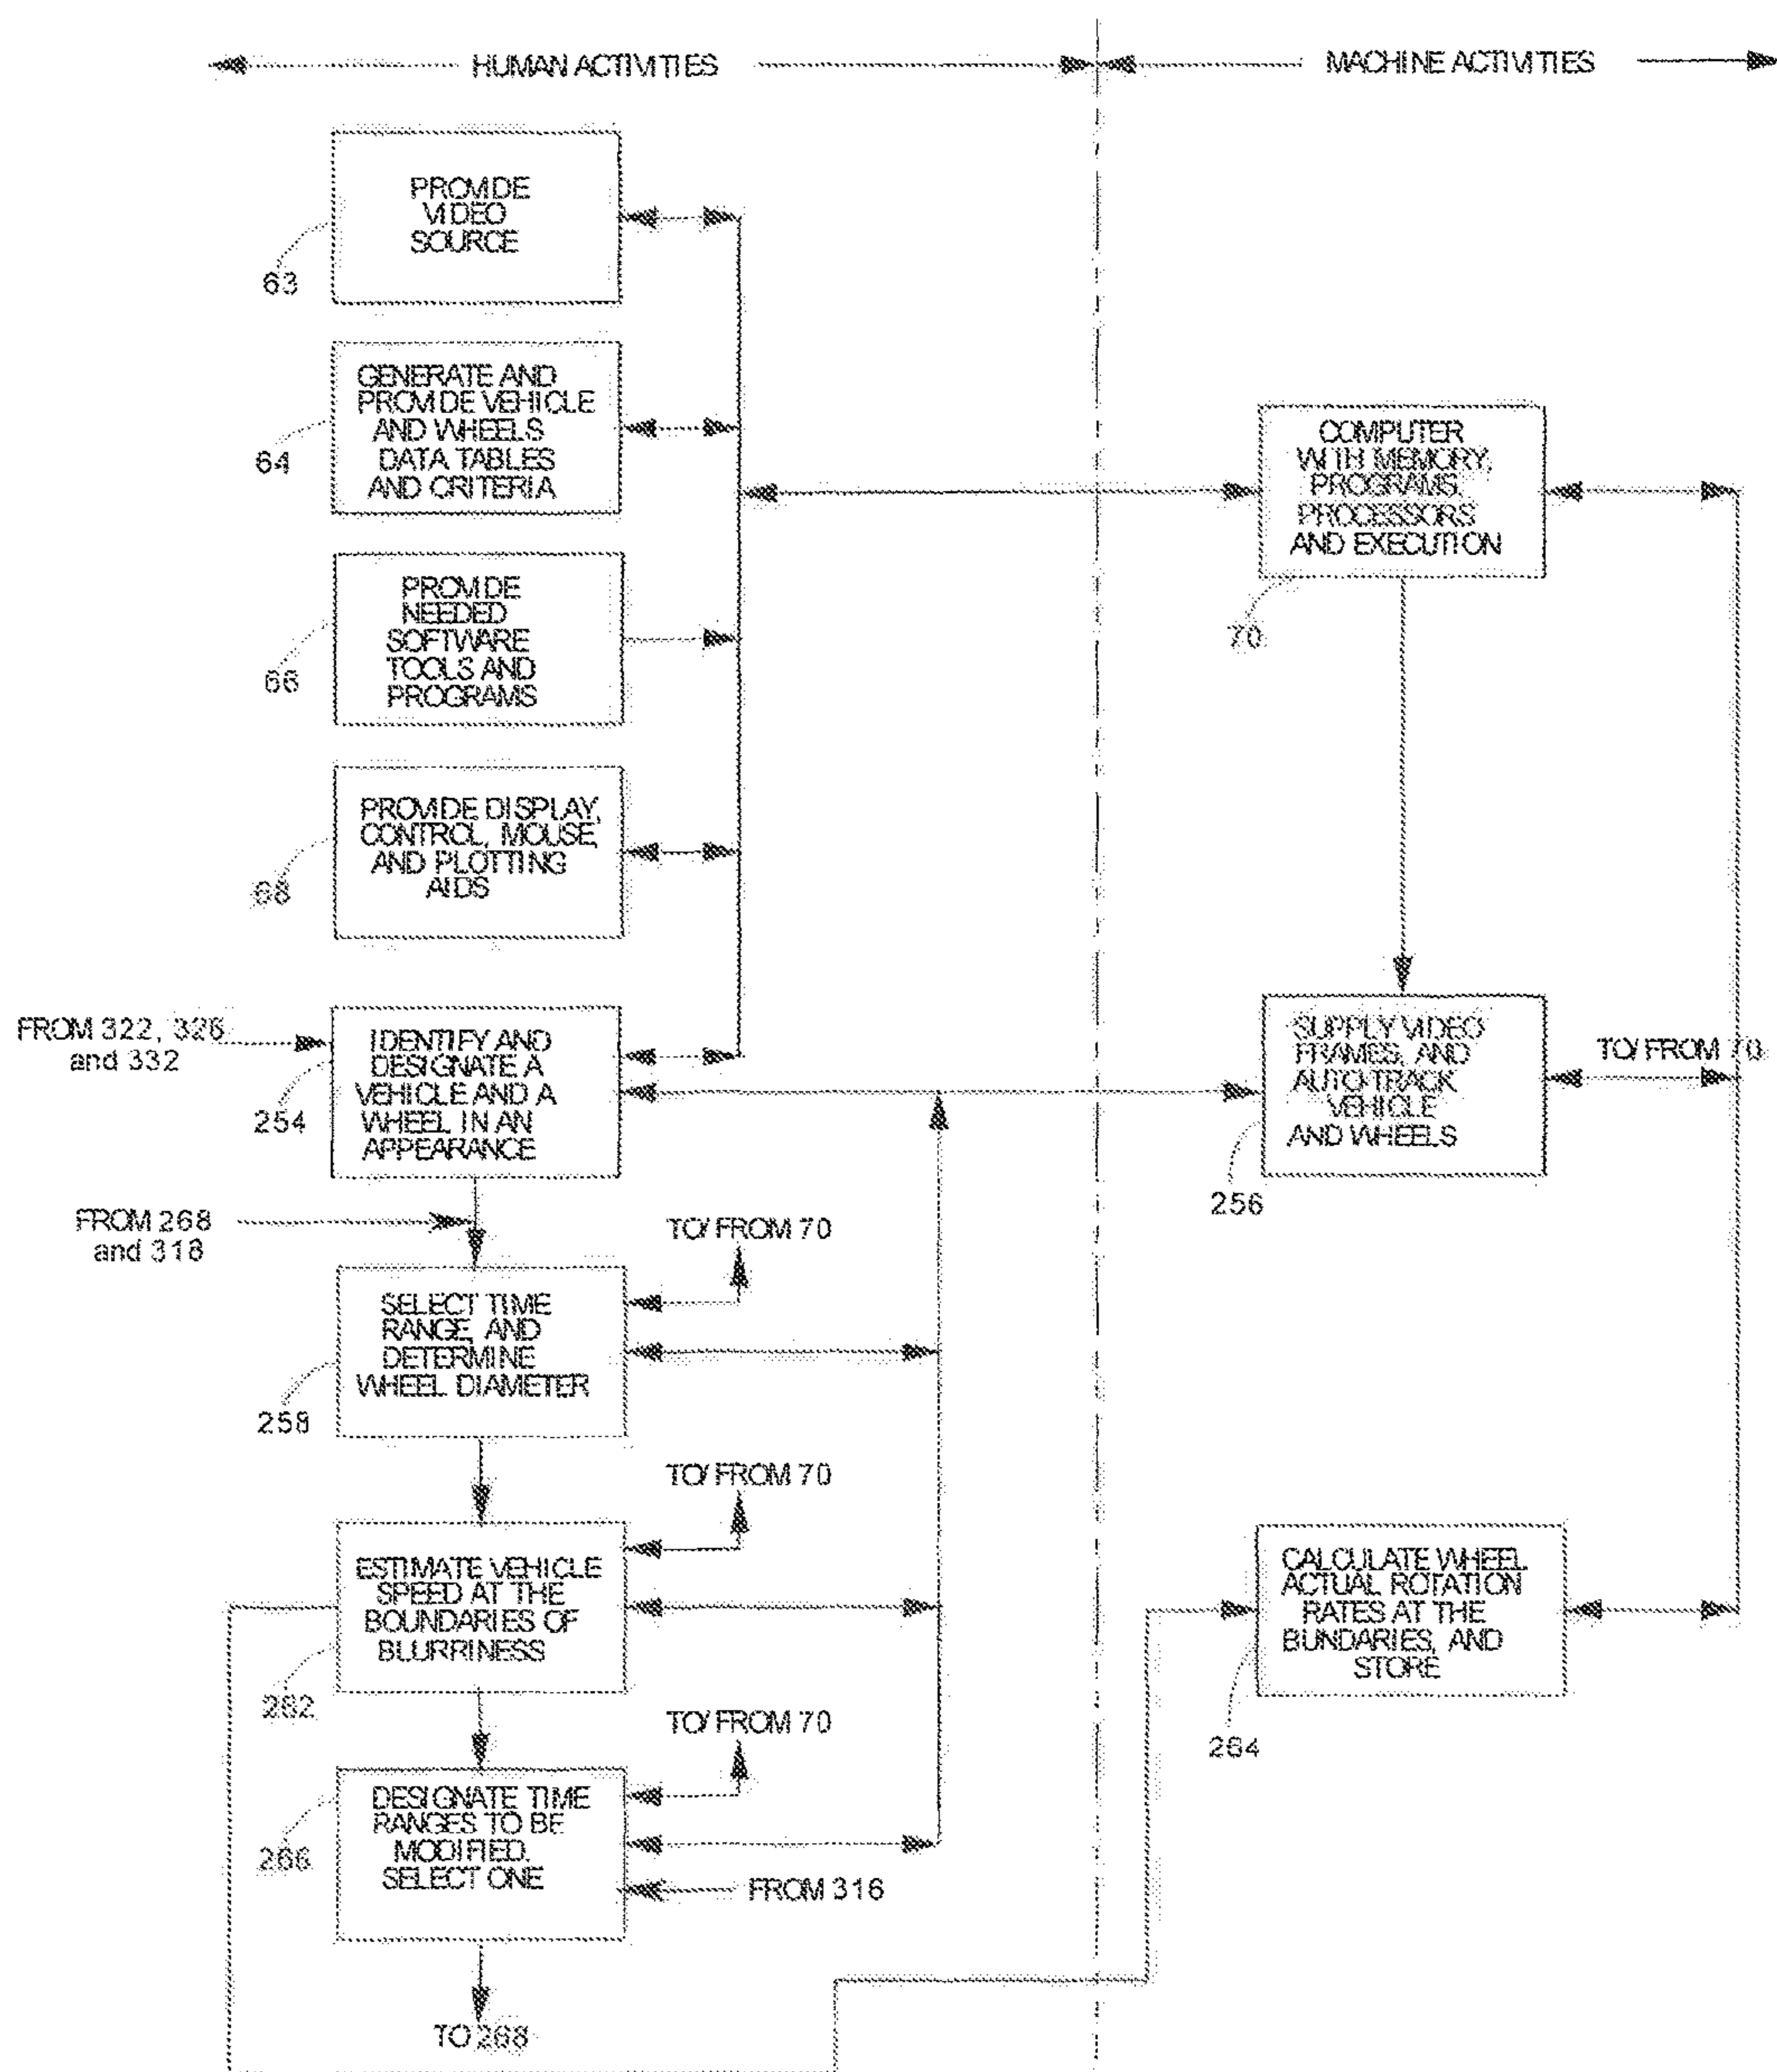 HUMAN ACTIVITIES
MACHINE ACTIVITIES
PROVIDE
VIDEO
SOURCE
63
GENERATE AND
PROVIDE VEHICLE
AND WHEELS
DATA TABLES
AND CRITERIA
64
COMPUTER
WITH MEMORY,
PROGRAMS,
PROCESSORS
AND EXECUTION
70
PROVIDE
NEEDED
SOFTWARE
TOOLS AND
PROGRAMS
66
PROVIDE DISPLAY,
CONTROL, MOUSE,
AND PLOTTING
AIDS
68
FROM 322, 326
and 332
IDENTIFY AND
DESIGNATE A
VEHICLE AND A
WHEEL IN AN
APPEARANCE
254
SUPPLY VIDEO
FRAMES, AND
AUTO-TRACK
VEHICLE
AND WHEELS
256
TO/ FROM 70
FROM 268
and 318
TO/ FROM 70
SELECT TIME
RANGE, AND
DETERMINE
WHEEL DIAMETER
258
TO/ FROM 70
ESTIMATE VEHICLE
SPEED AT THE
BOUNDARIES OF
BLURRINESS
262
CALCULATE WHEEL
ACTUAL ROTATION
RATES AT THE
BUNDARIES, AND
STORE
264
TO/ FROM 70
DESIGNATE TIME
RANGES TO BE
MODIFIED.
SELECT ONE
266
FROM 316
TO 268